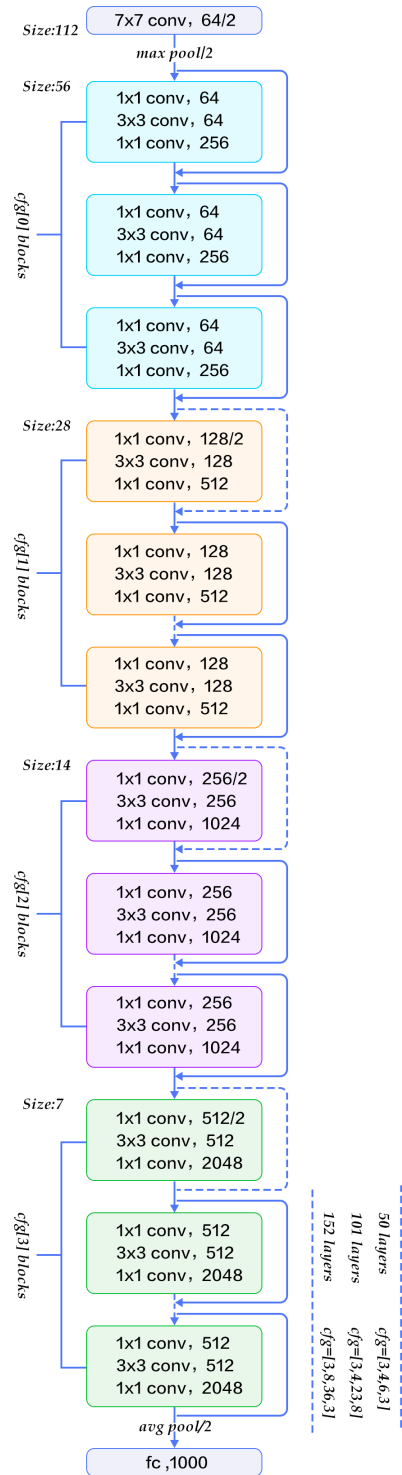 Size:112
7x7 conv, 64/2
max pool/2
Size:56
1x1 conv, 64
3x3 conv, 64
1x1 conv, 256
cfg[0] blocks
1x1 conv, 64
3x3 conv, 64
1x1 conv, 256
1x1 conv, 64
3x3 conv, 64
1x1 conv, 256
Size:28
1x1 conv, 128/2
3x3 conv, 128
1x1 conv, 512
cfg[1] blocks
1x1 conv, 128
3x3 conv, 128
1x1 conv, 512
1x1 conv, 128
3x3 conv, 128
1x1 conv, 512
Size:14
1x1 conv, 256/2
3x3 conv, 256
1x1 conv, 1024
cfg[2] blocks
1x1 conv, 256
3x3 conv, 256
1x1 conv, 1024
1x1 conv, 256
3x3 conv, 256
1x1 conv, 1024
Size:7
1x1 conv, 512/2
3x3 conv, 512
1x1 conv, 2048
cfg[3] blocks
1x1 conv, 512
3x3 conv, 512
1x1 conv, 2048
1x1 conv, 512
3x3 conv, 512
1x1 conv, 2048
avg pool/2
fc ,1000
50 layers cfg=[3,4,6,3]
101 layers cfg=[3,4,23,8]
152 layers cfg=[3,8,36,3]